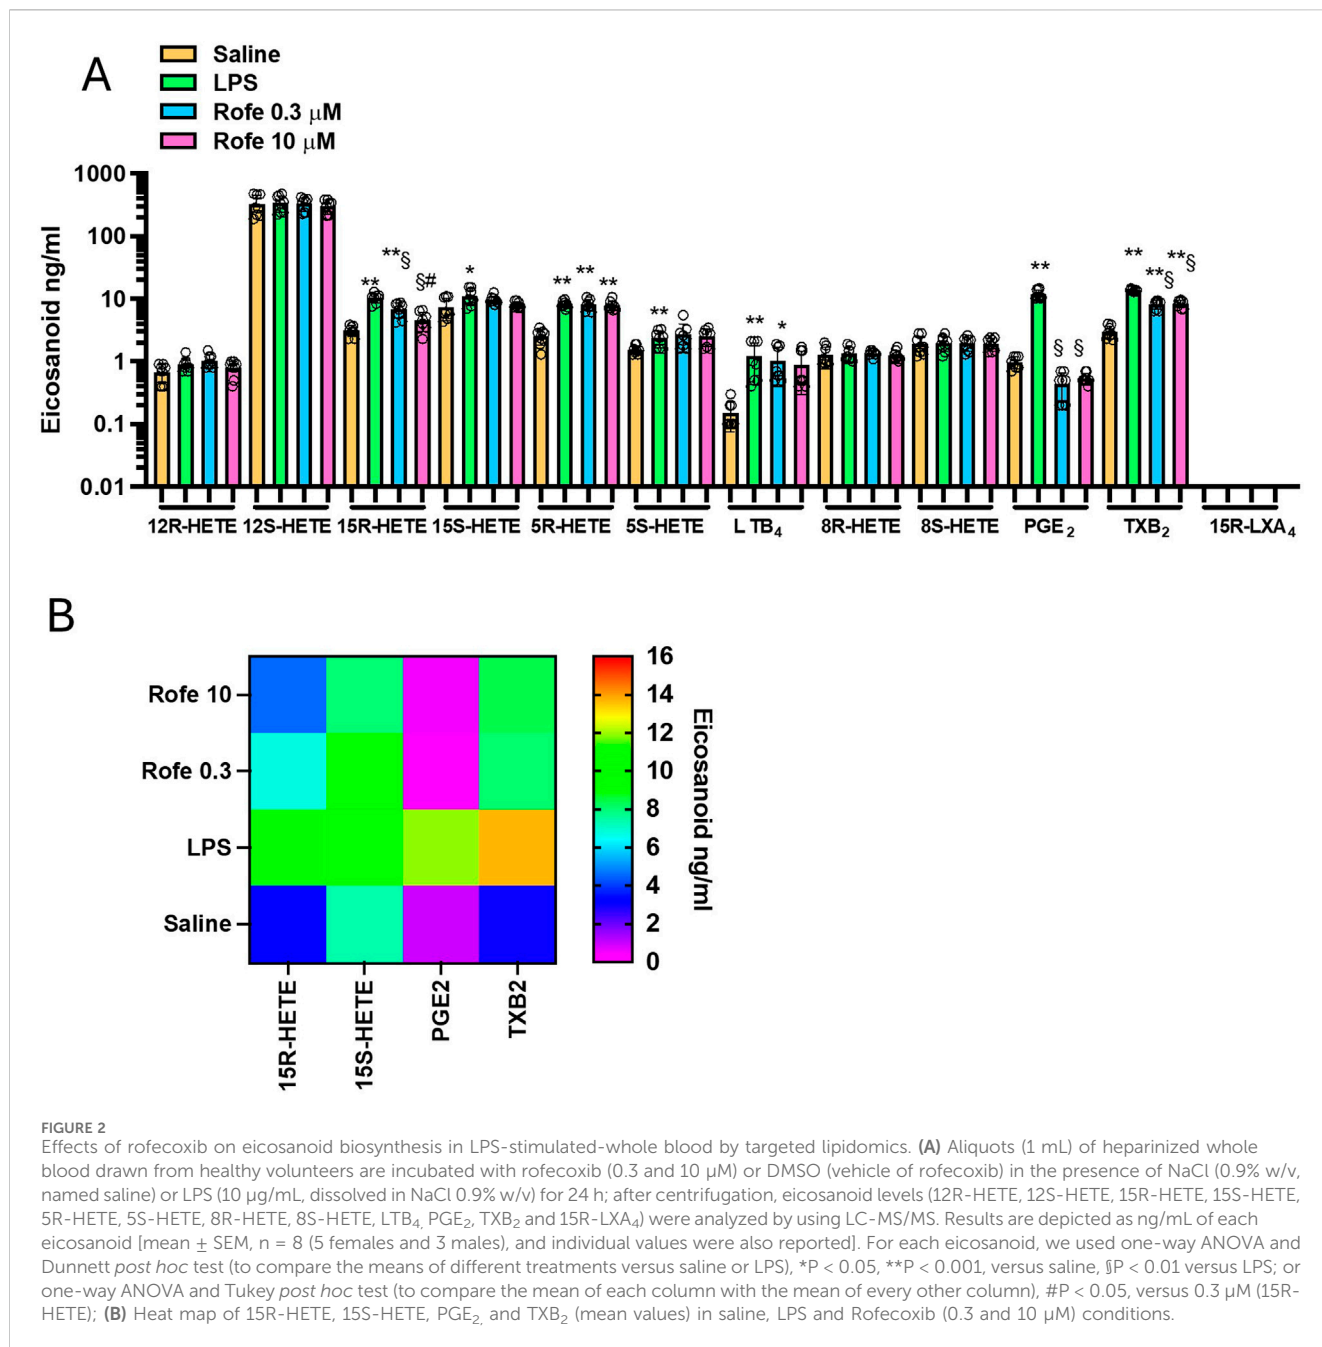 A
Saline
LPS
Rofe 0.3 μM
Rofe 10 μM
Eicosanoid ng/ml
1000
100
10
1
0.1
0.01
** **§ §# * ** ** ** ** ** * ** § § ** **§ **§
12R-HETE 12S-HETE 15R-HETE 15S-HETE 5R-HETE 5S-HETE LTB4 8R-HETE 8S-HETE PGE2 TXB2 15R-LXA4
B
Rofe 10
Rofe 0.3
LPS
Saline
15R-HETE
15S-HETE
PGE2
TXB2
16
14
12
10
8
6
4
2
0
Eicosanoid ng/ml
FIGURE 2
Effects of rofecoxib on eicosanoid biosynthesis in LPS-stimulated-whole blood by targeted lipidomics. (A) Aliquots (1 mL) of heparinized whole
blood drawn from healthy volunteers are incubated with rofecoxib (0.3 and 10 μM) or DMSO (vehicle of rofecoxib) in the presence of NaCl (0.9% w/v,
named saline) or LPS (10 μg/mL, dissolved in NaCl 0.9% w/v) for 24 h; after centrifugation, eicosanoid levels (12R-HETE, 12S-HETE, 15R-HETE, 15S-HETE,
5R-HETE, 5S-HETE, 8R-HETE, 8S-HETE, LTB4, PGE2, TXB2 and 15R-LXA4) were analyzed by using LC-MS/MS. Results are depicted as ng/mL of each
eicosanoid [mean ± SEM, n = 8 (5 females and 3 males), and individual values were also reported]. For each eicosanoid, we used one-way ANOVA and
Dunnett post hoc test (to compare the means of different treatments versus saline or LPS), *P < 0.05, **P < 0.001, versus saline, §P < 0.01 versus LPS; or
one-way ANOVA and Tukey post hoc test (to compare the mean of each column with the mean of every other column), #P < 0.05, versus 0.3 μM (15R-
HETE); (B) Heat map of 15R-HETE, 15S-HETE, PGE2, and TXB2 (mean values) in saline, LPS and Rofecoxib (0.3 and 10 μM) conditions.